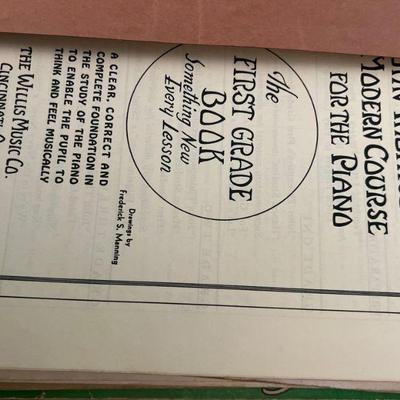 MODERN COURSE
FOR THE PIANO
The
FIRST GRADE
BOOK
Something New
Every Lesson
A CLEAR, CORRECT AND
COMPLETE FOUNDATION IN
THE STUDY OF THE PIANO
TO ENABLE THE PUPIL TO
THINK AND FEEL MUSICALLY
Drawings by
Frederick S. Manning
THE WILLIS MUSIC CO.
CINCINNATI